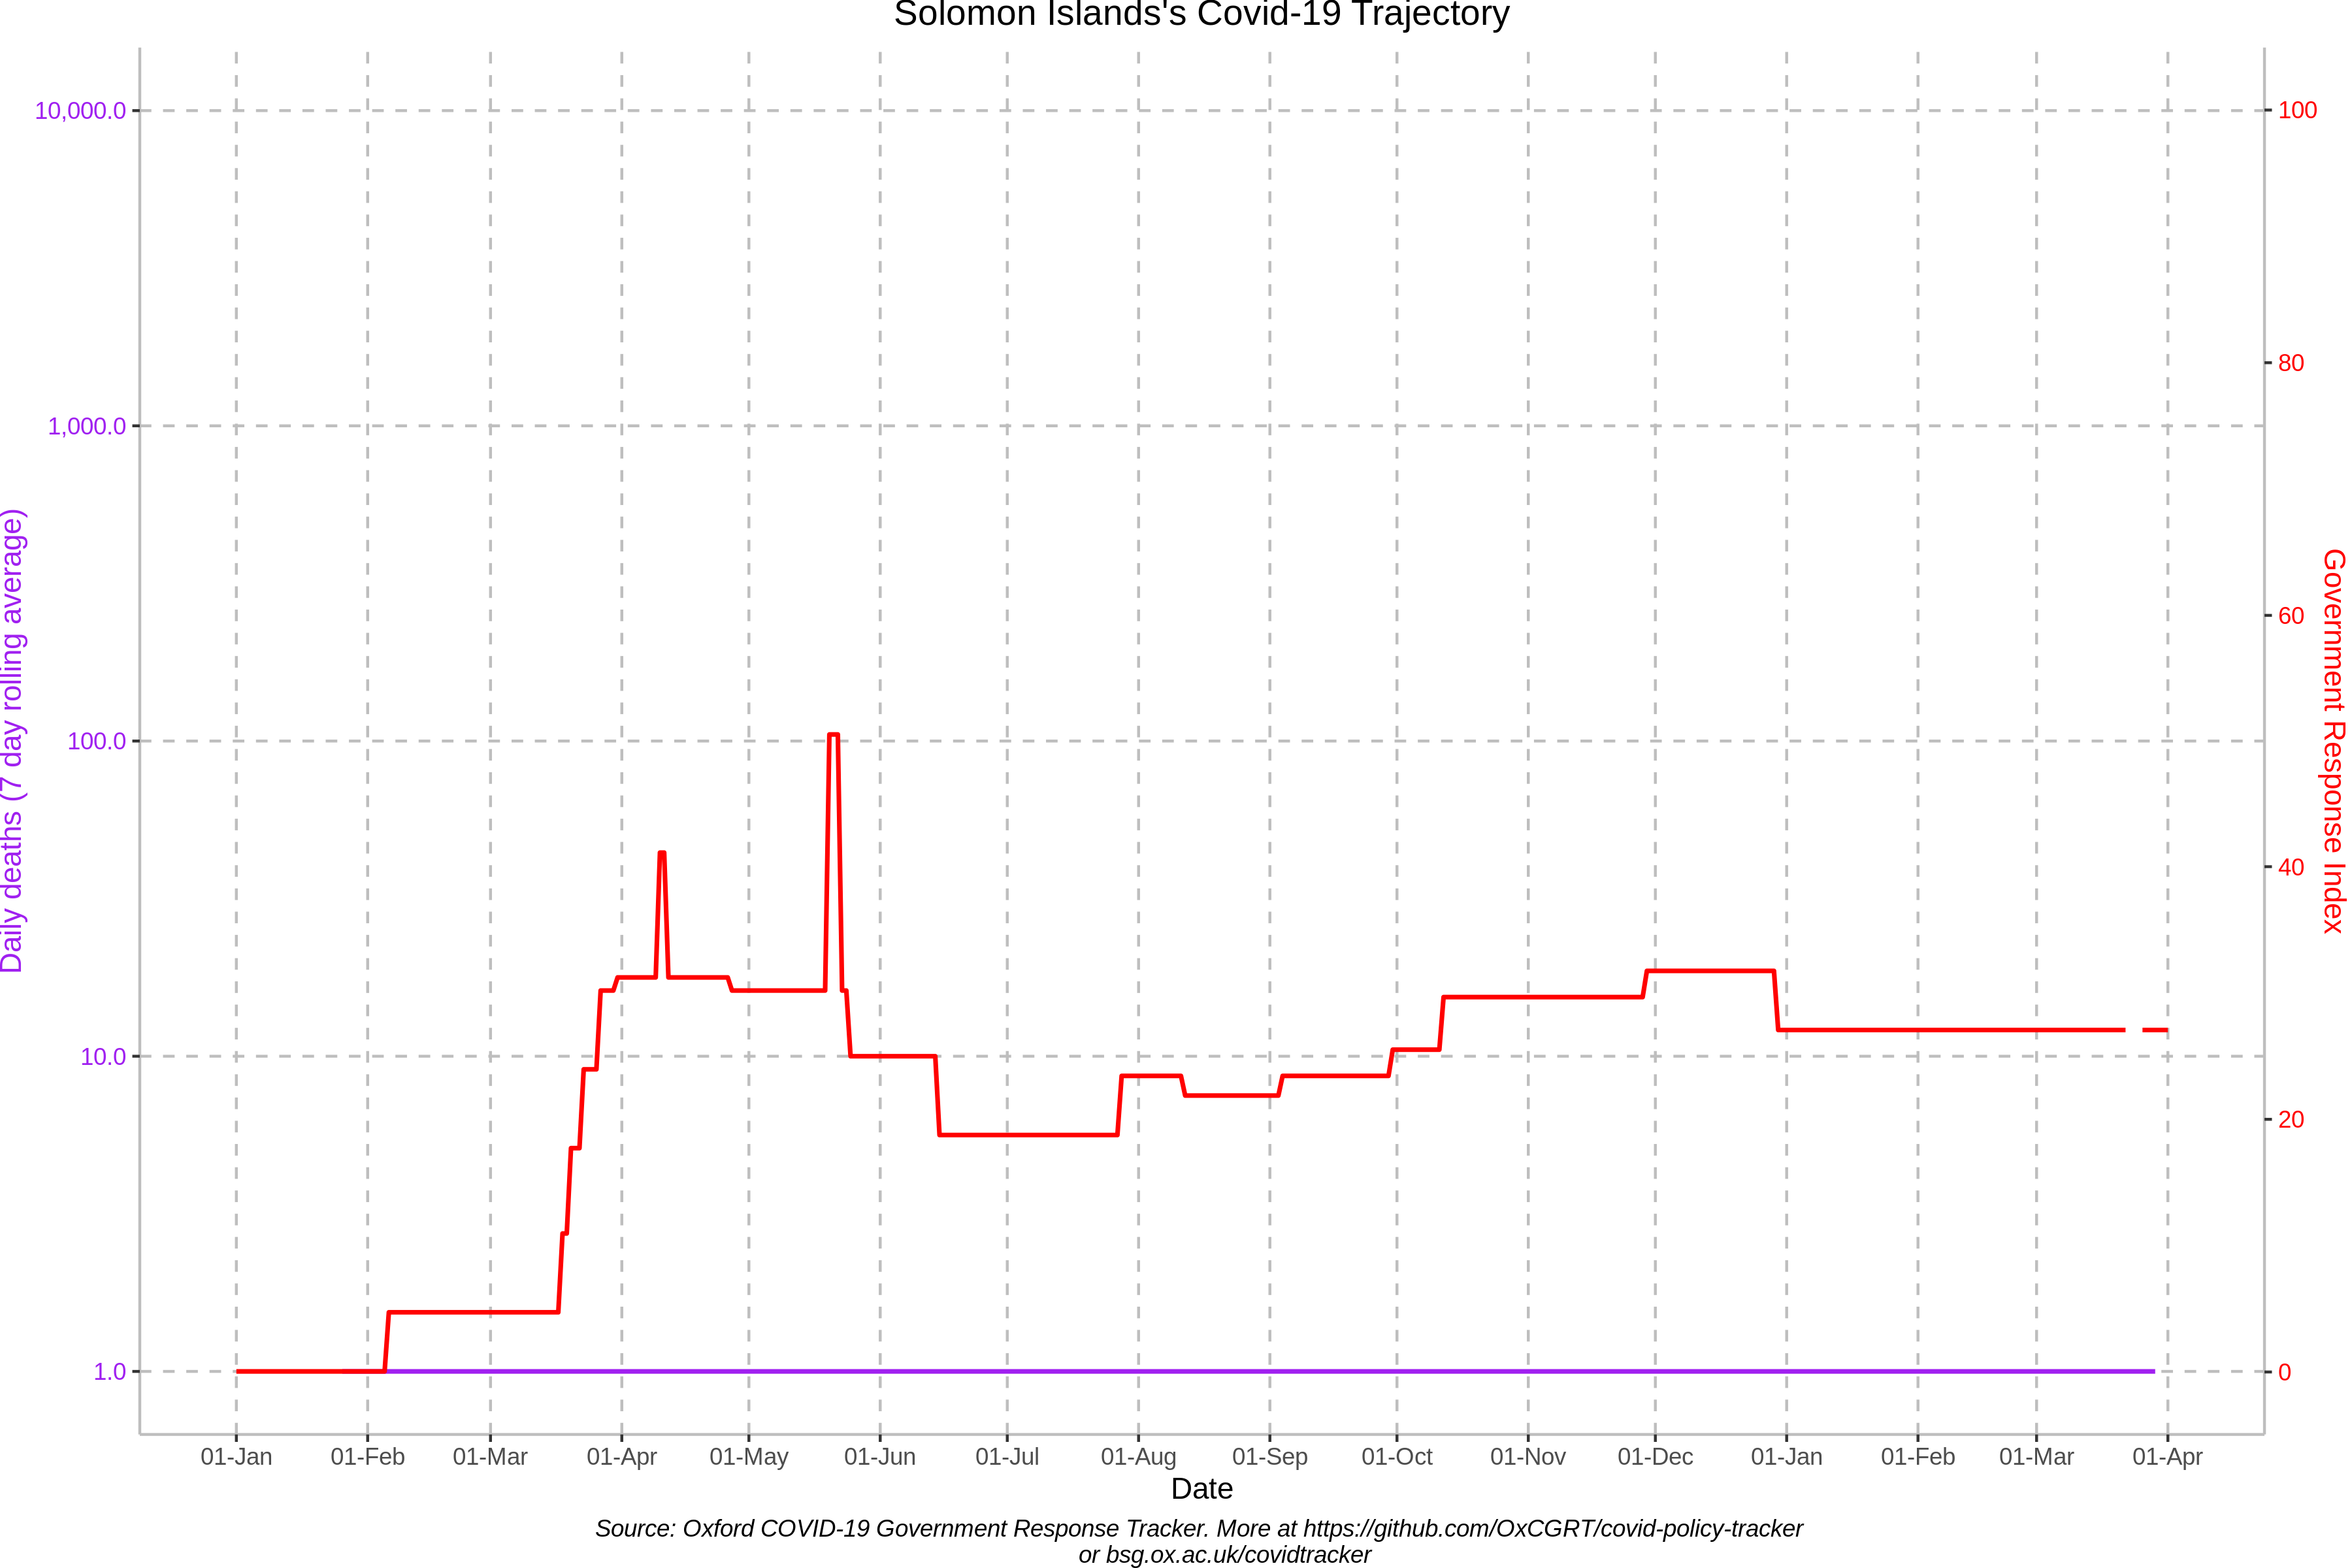 Solomon Islands's Covid-19 Trajectory
10,000.0
1,000.0
100.0
10.0
1.0
Daily deaths (7 day rolling average)
100
80
60
40
20
0
Government Response Index
01-Jan 01-Feb 01-Mar 01-Apr 01-May 01-Jun 01-Jul 01-Aug 01-Sep 01-Oct 01-Nov 01-Dec 01-Jan 01-Feb 01-Mar 01-Apr
Date
Source: Oxford COVID-19 Government Response Tracker. More at https://github.com/OxCGRT/covid-policy-tracker
or bsg.ox.ac.uk/covidtracker